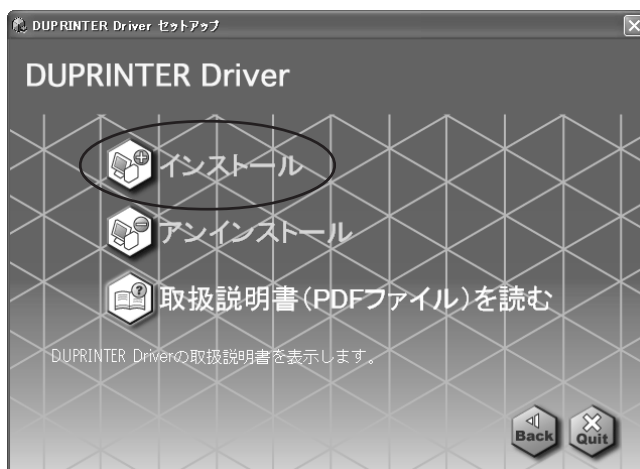 DUPRINTER Driver セットアップ
DUPRINTER Driver
インストール
アンインストール
取扱説明書(PDFファイル)を読む
DUPRINTER Driverの取扱説明書を表示します。
Back
Quit